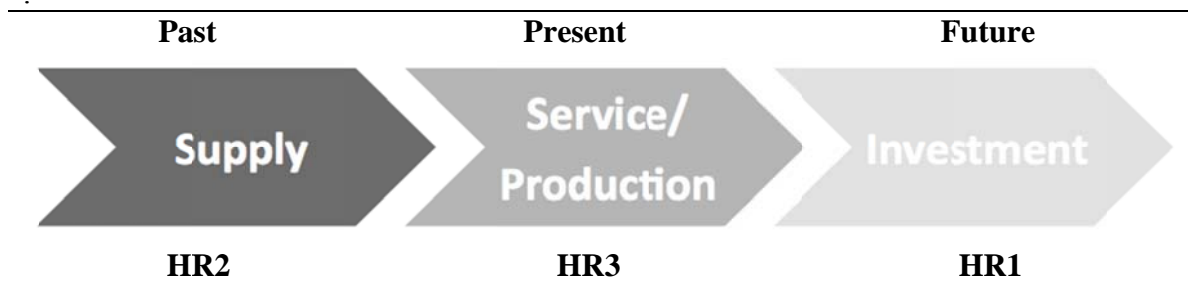 Past Present Future
Supply
Service/
Production
Investment
HR2 HR3 HR1